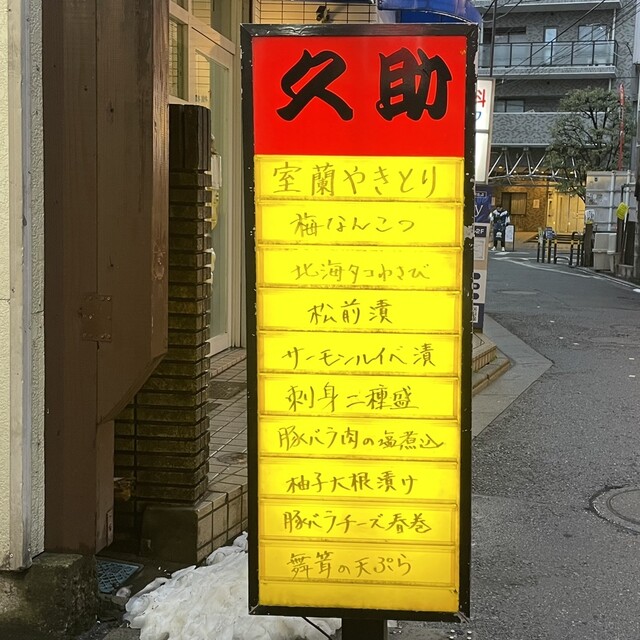 久助
室蘭やきとり
梅なんこつ
北海タコわさび
松前漬
サーモンルイベ漬
刺身二種盛
豚バラ肉の塩煮込
柚子大根漬け
豚バラチーズ春巻
舞茸の天ぷら
料